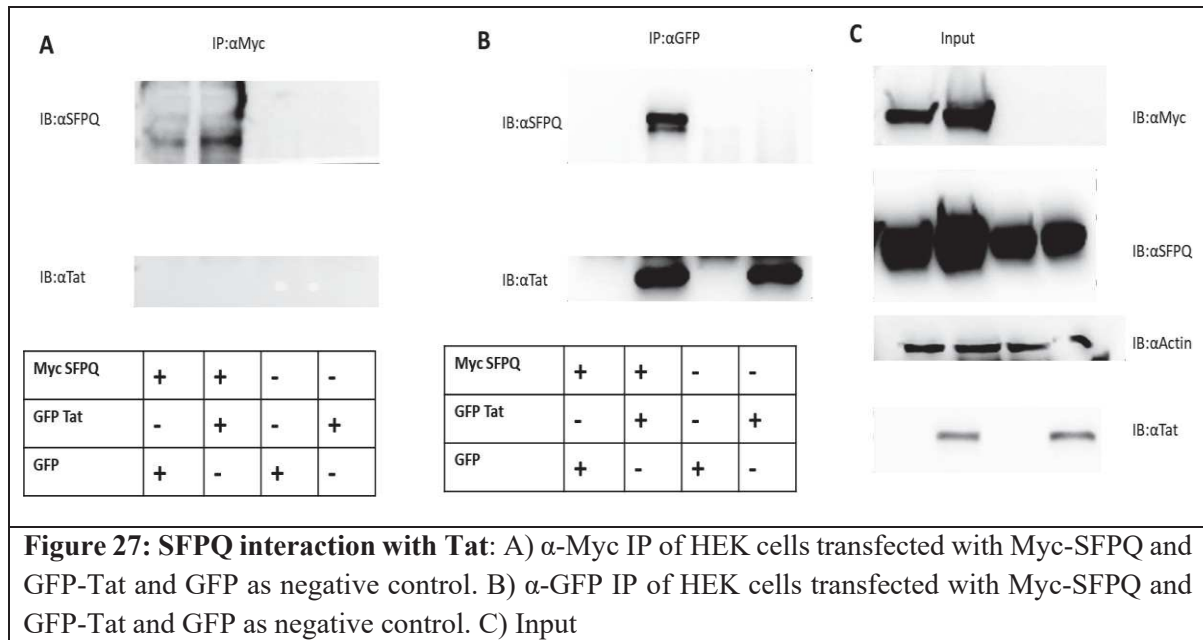 A
IP:αMyc
IB:αSFPQ
IB:αTat
Myc SFPQ + + - -
GFP Tat - + - +
GFP + - + -
B
IP:αGFP
IB:αSFPQ
IB:αTat
Myc SFPQ + + - -
GFP Tat - + - +
GFP + - + -
C
Input
IB:αMyc
IB:αSFPQ
IB:αActin
IB:αTat
Figure 27: SFPQ interaction with Tat: A) α-Myc IP of HEK cells transfected with Myc-SFPQ and
GFP-Tat and GFP as negative control. B) α-GFP IP of HEK cells transfected with Myc-SFPQ and
GFP-Tat and GFP as negative control. C) Input